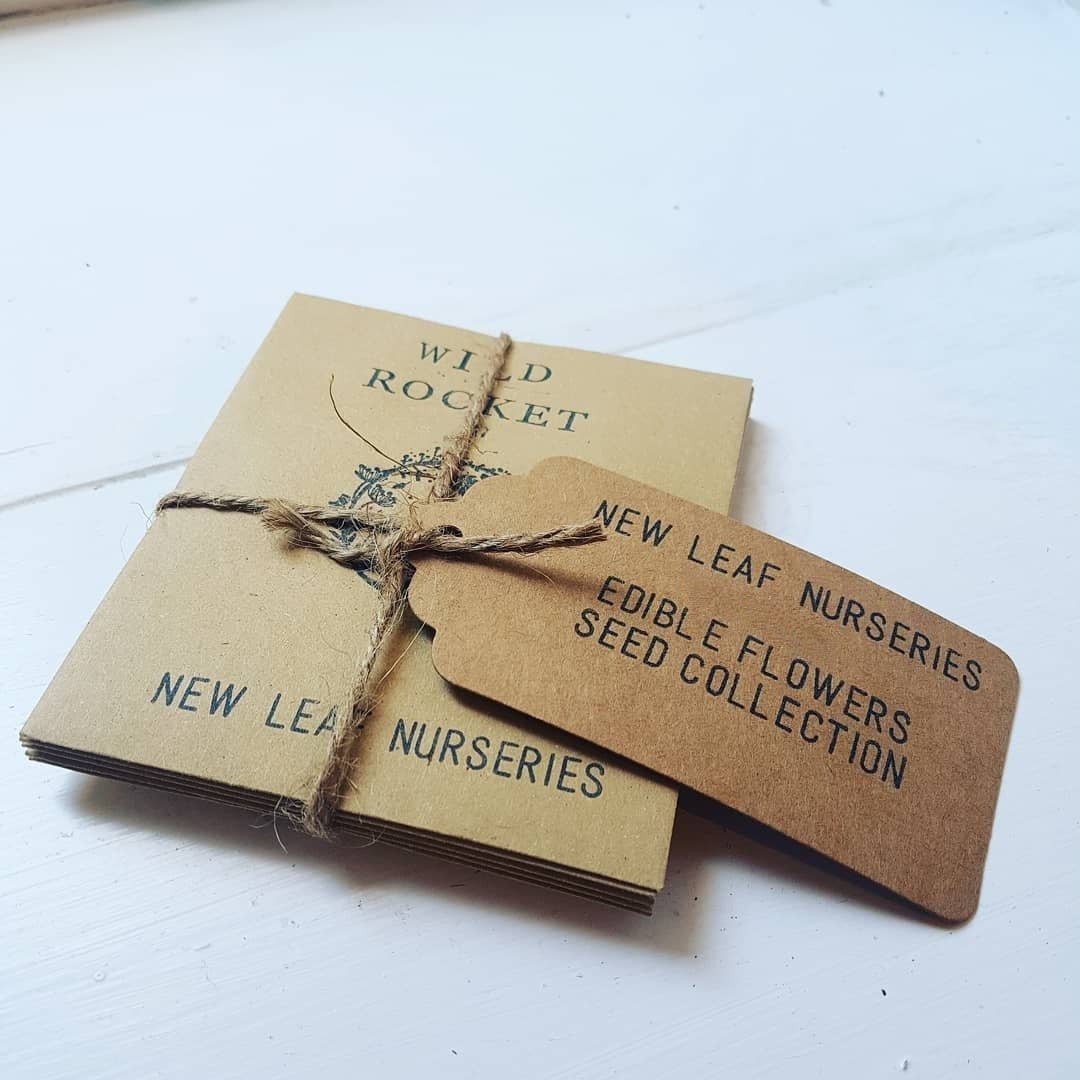 WILD
ROCKET
NEW LEAF NURSERIES
NEW LEAF NURSERIES
EDIBLE FLOWERS
SEED COLLECTION